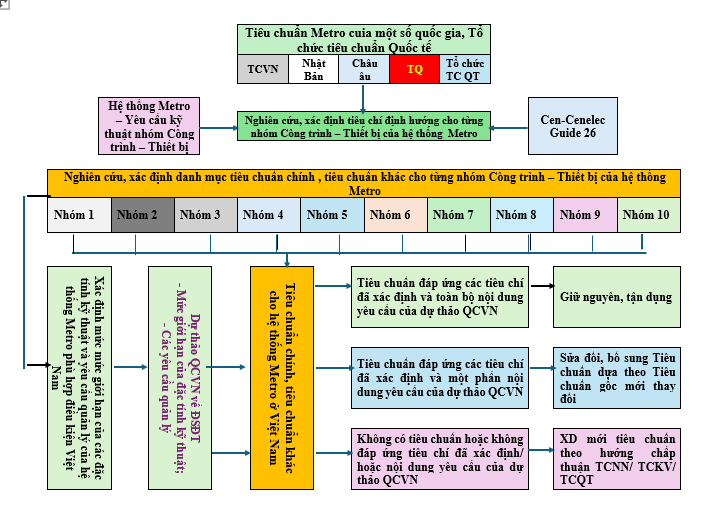 Tiêu chuẩn Metro cuia một số quốc gia, Tổ
chức tiêu chuẩn Quốc tế
TCVN
Nhật
Bản
Châu
âu
TQ
Tổ chức
TC QT
Hệ thống Metro
– Yêu cầu kỹ
thuật nhóm Công
trình – Thiết bị
Nghiên cứu, xác định tiêu chí định hướng cho từng
nhóm Công trình – Thiết bị của hệ thống Metro
Cen-Cenelec
Guide 26
Nghiên cứu, xác định danh mục tiêu chuẩn chính , tiêu chuẩn khác cho từng nhóm Công trình – Thiết bị của hệ thống
Metro
Nhóm 1
Nhóm 2
Nhóm 3
Nhóm 4
Nhóm 5
Nhóm 6
Nhóm 7
Nhóm 8
Nhóm 9
Nhóm 10
Xác định mức mức giới hạn của các đặc
tính kỹ thuật và yêu cầu quản lý của hệ
thống Metro phù hợp điều kiện Việt
Nam
Dự thảo QCVN về ĐSĐT
- Mức giới hạn của đặc tính kỹ thuật;
- Các yêu cầu quản lý
Tiêu chuẩn chính, tiêu chuẩn khác
cho hệ thống Metro ở Việt Nam
Tiêu chuẩn đáp ứng các tiêu chí
đã xác định và toàn bộ nội dung
yêu cầu của dự thảo QCVN
Giữ nguyên, tận dụng
Tiêu chuẩn đáp ứng các tiêu chí
đã xác định và một phần nội
dung yêu cầu của dự thảo QCVN
Sửa đổi, bổ sung Tiêu
chuẩn dựa theo Tiêu
chuẩn gốc mới thay
đổi
Không có tiêu chuẩn hoặc không
đáp ứng tiêu chí đã xác định/
hoặc nội dung yêu cầu của dự
thảo QCVN
XD mới tiêu chuẩn
theo hướng chấp
thuận TCNN/ TCKV/
TCQT